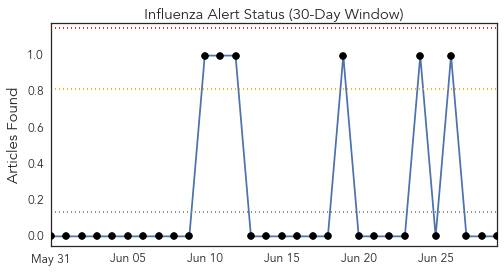 Influenza Alert Status (30-Day Window)
Articles Found
1.0
0.8
0.6
0.4
0.2
0.0
May 31
Jun 05
Jun 10
Jun 15
Jun 20
Jun 25